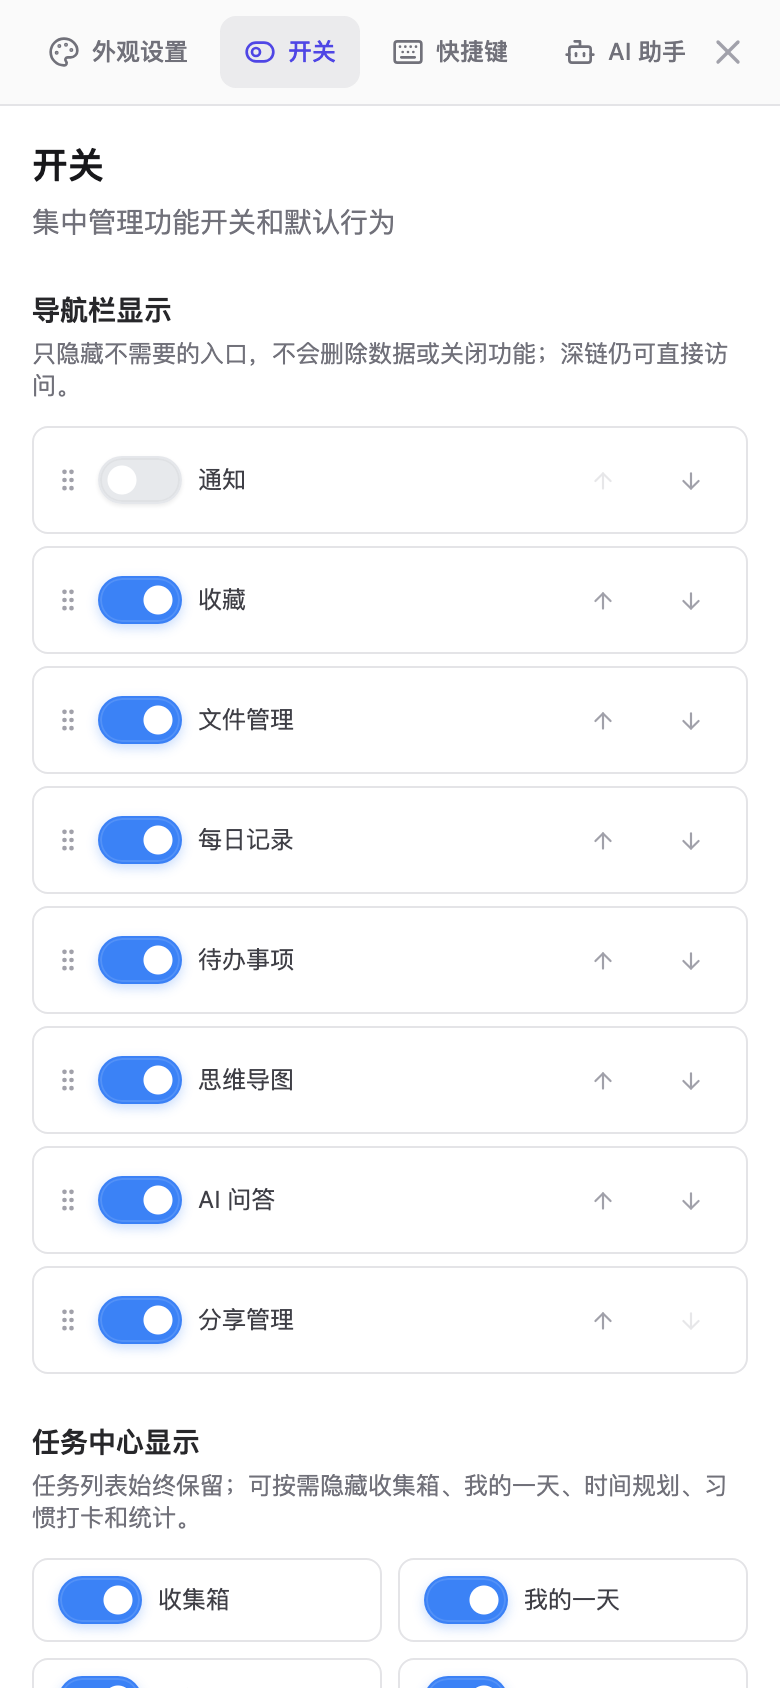 外观设置
开关
快捷键
AI 助手
开关
集中管理功能开关和默认行为
导航栏显示
只隐藏不需要的入口，不会删除数据或关闭功能；深链仍可直接访
问。
通知
收藏
文件管理
每日记录
待办事项
思维导图
AI 问答
分享管理
任务中心显示
任务列表始终保留；可按需隐藏收集箱、我的一天、时间规划、习
惯打卡和统计。
收集箱
我的一天